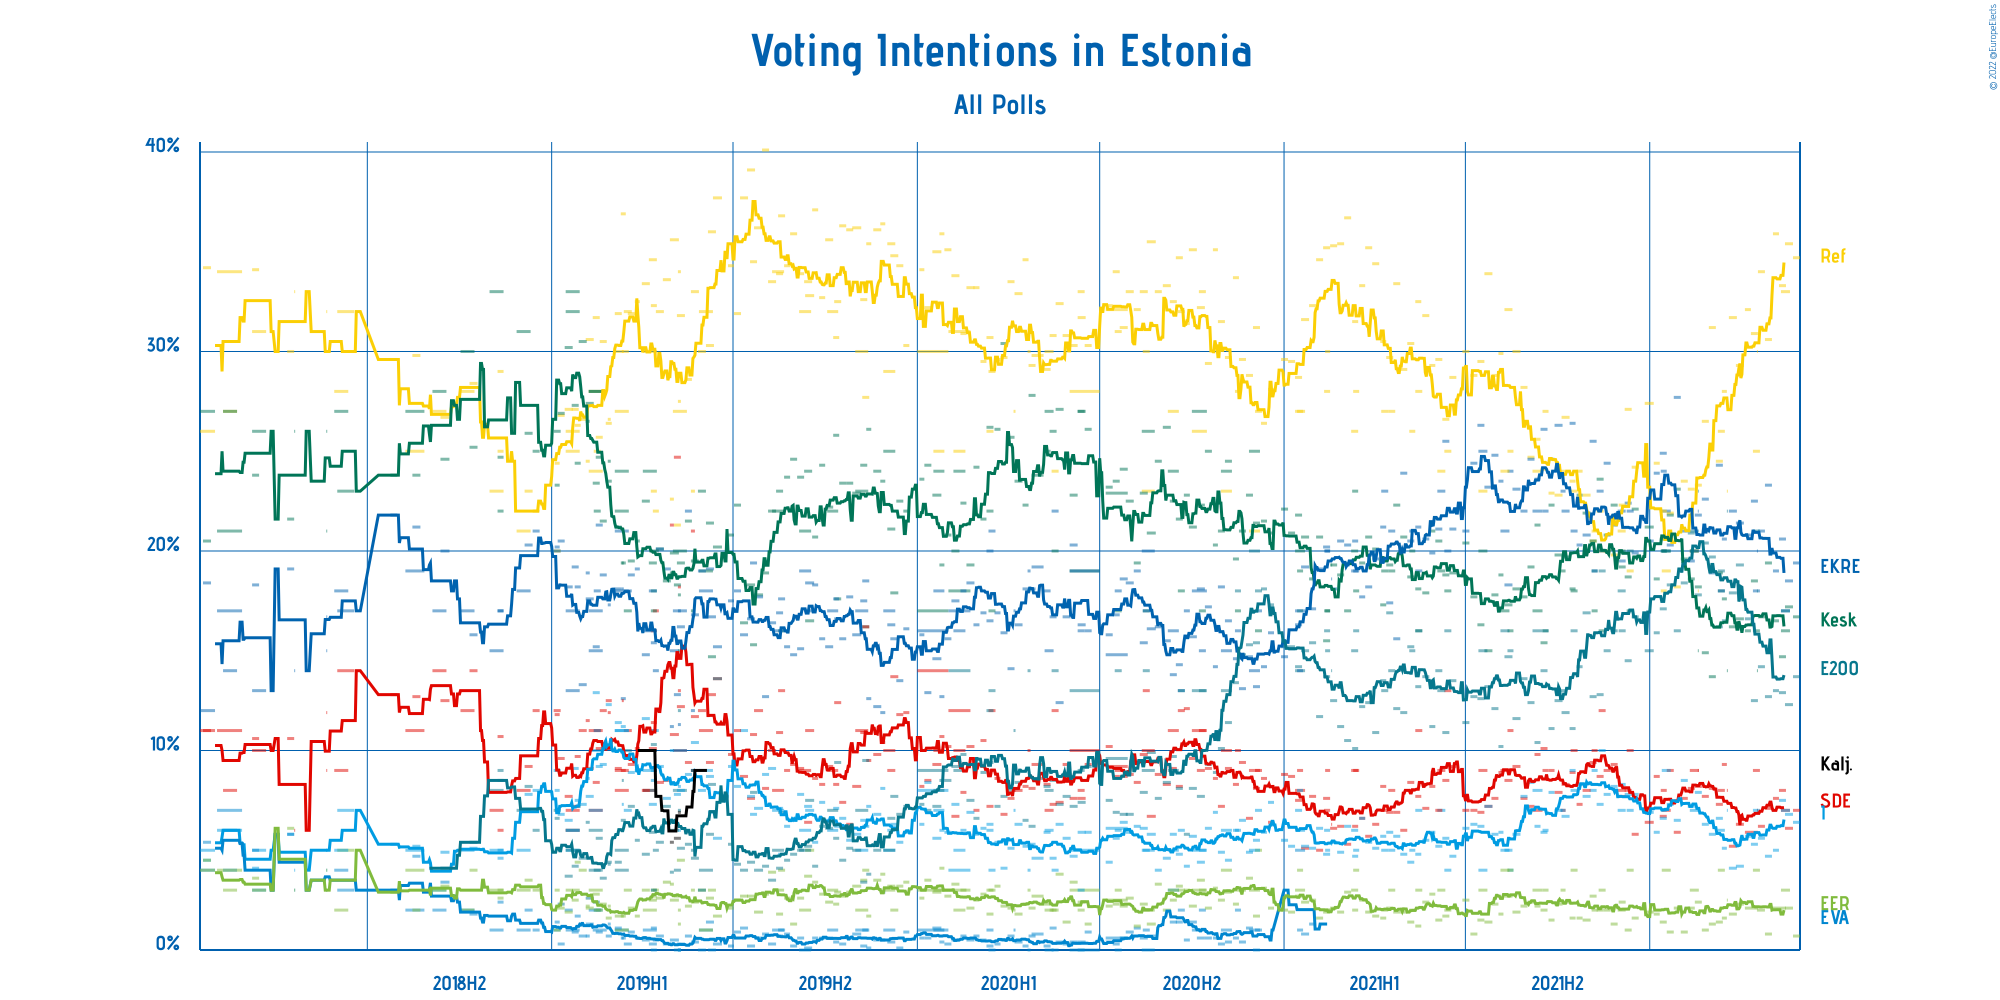 © 2022 @EuropeElects
Voting Intentions in Estonia
All Polls
40%
30%
20%
10%
0%
Ref
EKRE
Kesk
E200
Kalj.
SDE
I
EER
EVA
2018H2 2019H1 2019H2 2020H1 2020H2 2021H1 2021H2